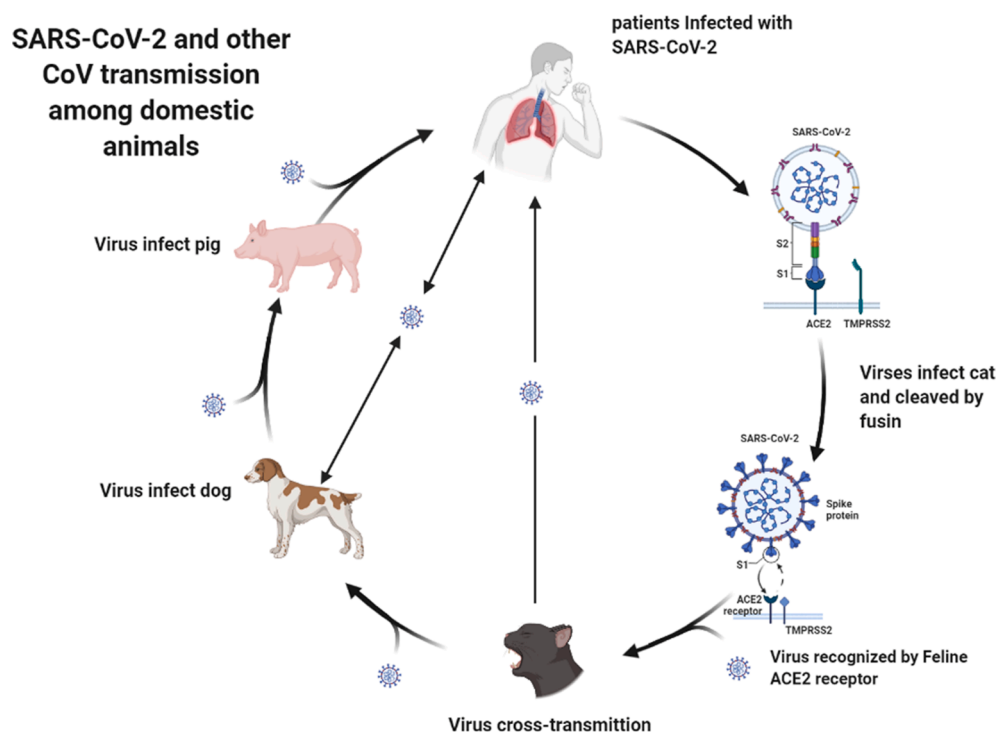 SARS-CoV-2 and other
CoV transmission
among domestic
animals
patients Infected with
SARS-CoV-2
SARS-CoV-2
S2
S1
ACE2 TMPRSS2
Virus infect pig
Virses infect cat
and cleaved by
fusin
SARS-CoV-2
Spike
protein
S1
ACE2
receptor
TMPRSS2
Virus infect dog
Virus recognized by Feline
ACE2 receptor
Virus cross-transmittion